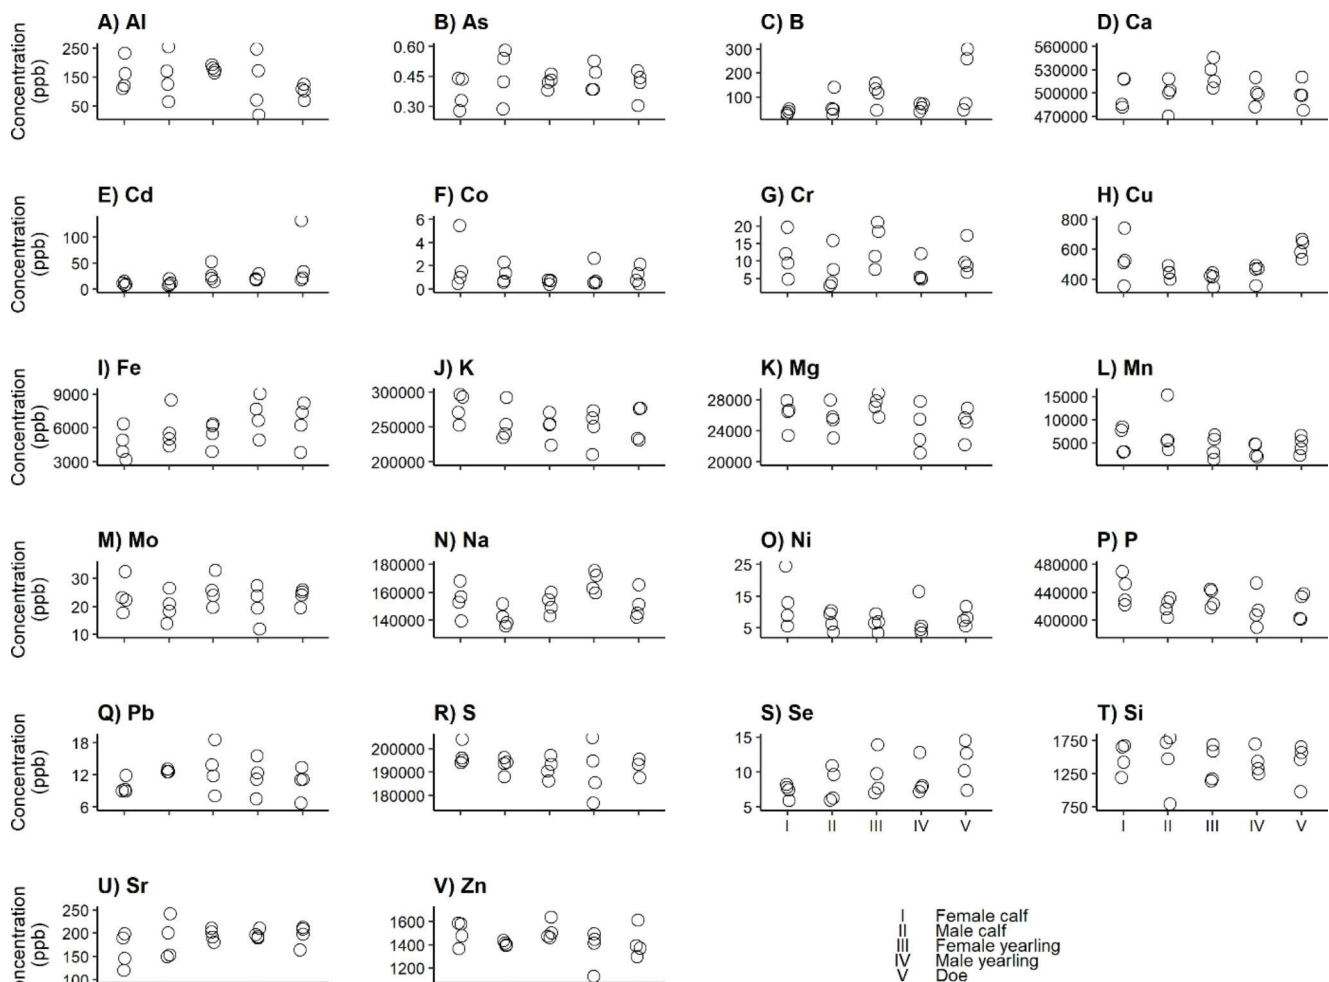 A) Al
B) As
C) B
D) Ca
Concentration
(ppb)
250
150
50
0.60
0.45
0.30
300
200
100
560000
530000
500000
470000
E) Cd
F) Co
G) Cr
H) Cu
Concentration
(ppb)
100
50
0
6
4
2
0
20
15
10
5
800
600
400
I) Fe
J) K
K) Mg
L) Mn
Concentration
(ppb)
9000
6000
3000
300000
250000
200000
28000
24000
20000
15000
10000
5000
M) Mo
N) Na
O) Ni
P) P
Concentration
(ppb)
30
20
10
180000
160000
140000
25
15
5
480000
440000
400000
Q) Pb
R) S
S) Se
T) Si
Concentration
(ppb)
18
12
6
200000
190000
180000
15
10
5
1750
1250
750
I II III IV V
I II III IV V
U) Sr
V) Zn
oncentration
(ppb)
250
200
150
100
1600
1400
1200
I Female calf
II Male calf
III Female yearling
IV Male yearling
V Doe